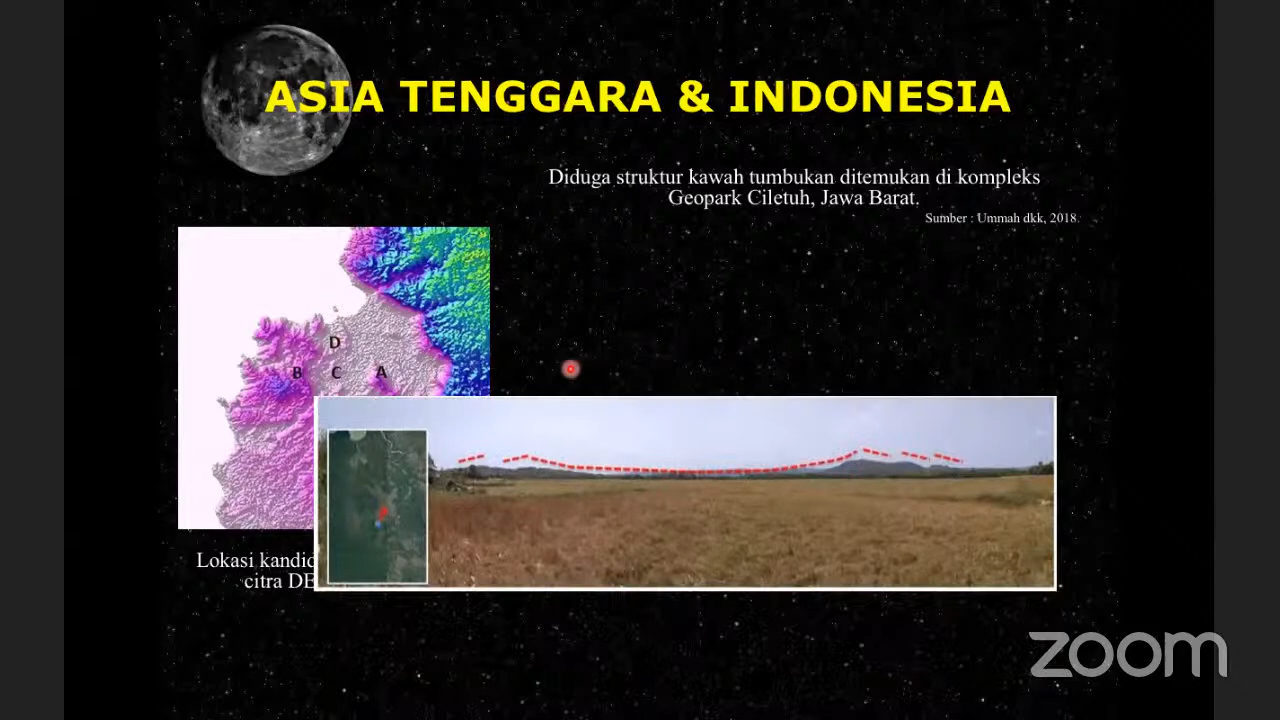 ASIA TENGGARA & INDONESIA
Diduga struktur kawah tumbukan ditemukan di kompleks
Geopark Ciletuh, Jawa Barat.
Sumber : Ummah dkk, 2018.
D
B C A
Lokasi kandid
citra DE
zoom